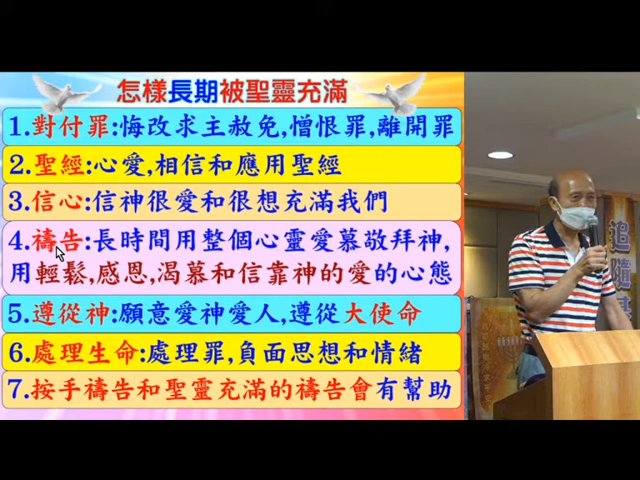 怎樣長期被聖靈充滿
1.對付罪:悔改求主赦免,憎恨罪,離開罪
2.聖經:心愛,相信和應用聖經
3.信心:信神很愛和很想充滿我們
4.禱告:長時間用整個心靈愛慕敬拜神,
用輕鬆,感恩,渴慕和信靠神的愛的心態
5.遵從神:願意愛神愛人,遵從大使命
6.處理生命:處理罪,負面思想和情緒
7.按手禱告和聖靈充滿的禱告會有幫助
追隨基